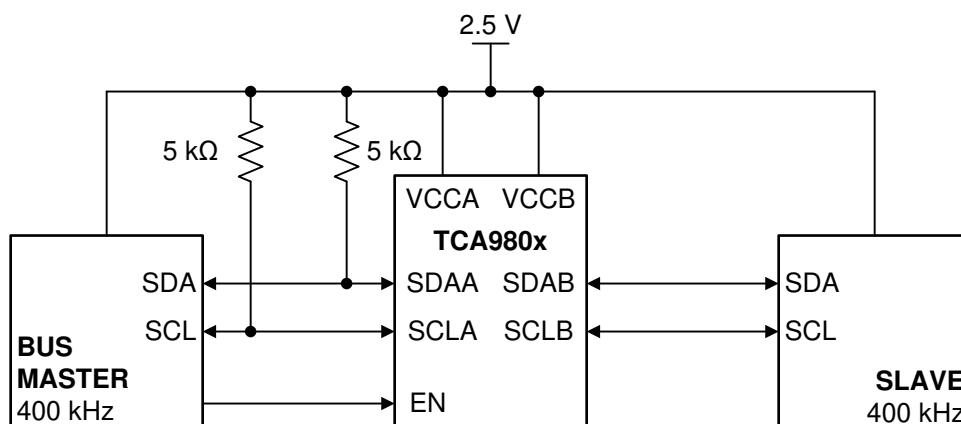 2.5 V
5 kΩ
5 kΩ
VCCA VCCB
TCA980x
SDA
SDAA SDAB
SDA
SCL
SCLA SCLB
SCL
BUS
MASTER
400 kHz
EN
SLAVE
400 kHz